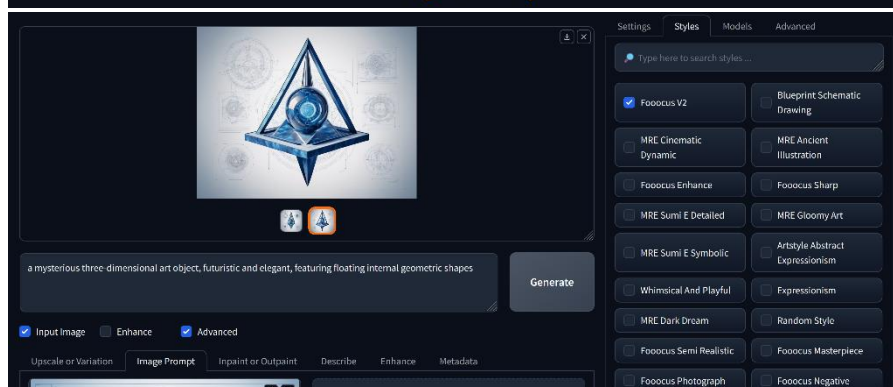 Settings Styles Models Advanced
Type here to search styles ...
Fooocus V2
Blueprint Schematic
Drawing
MRE Cinematic
Dynamic
MRE Ancient
Illustration
Fooocus Enhance
Fooocus Sharp
MRE Sumi E Detailed
MRE Gloomy Art
MRE Sumi E Symbolic
Artstyle Abstract
Expressionism
Whimsical And Playful
Expressionism
MRE Dark Dream
Random Style
Fooocus Semi Realistic
Fooocus Masterpiece
Fooocus Photograph
Fooocus Negative
a mysterious three-dimensional art object, futuristic and elegant, featuring floating internal geometric shapes
Generate
Input Image Enhance Advanced
Upscale or Variation Image Prompt Inpaint or Outpaint Describe Enhance Metadata